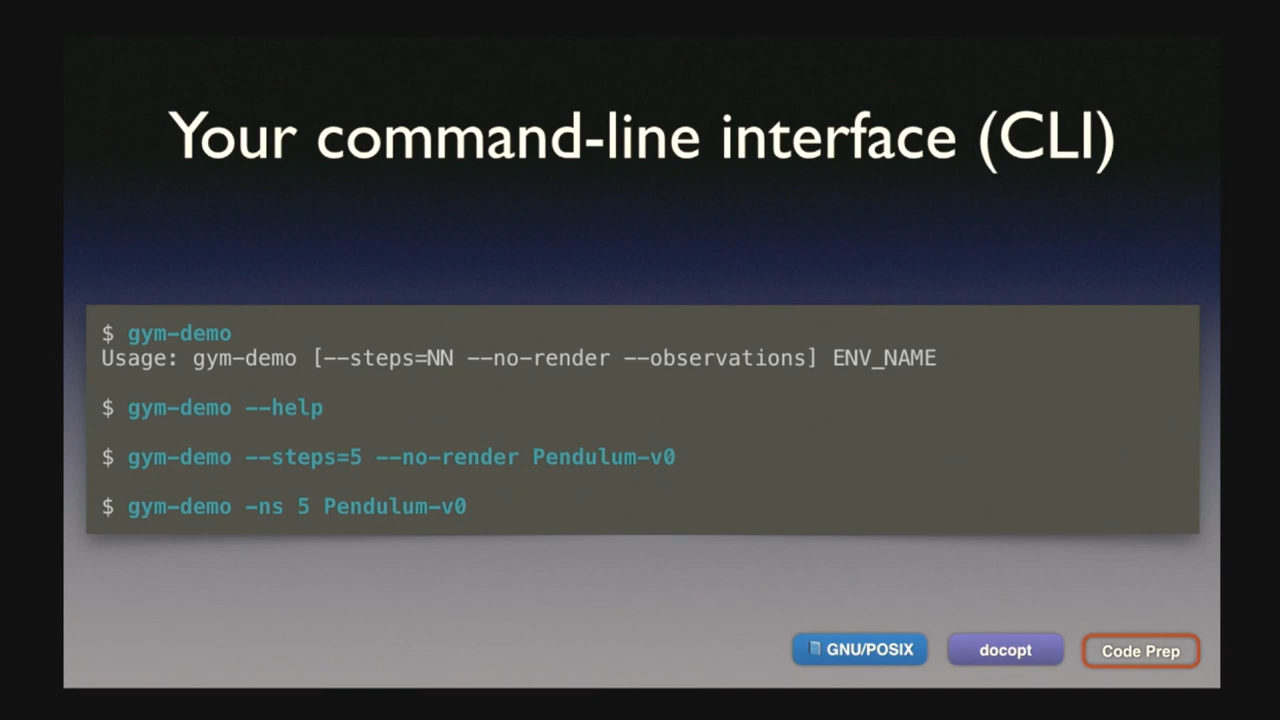 Your command-line interface (CLI)
$ gym-demo
Usage: gym-demo [--steps=NN --no-render --observations] ENV_NAME
$ gym-demo --help
$ gym-demo --steps=5 --no-render Pendulum-v0
$ gym-demo -ns 5 Pendulum-v0
GNU/POSIX docopt Code Prep